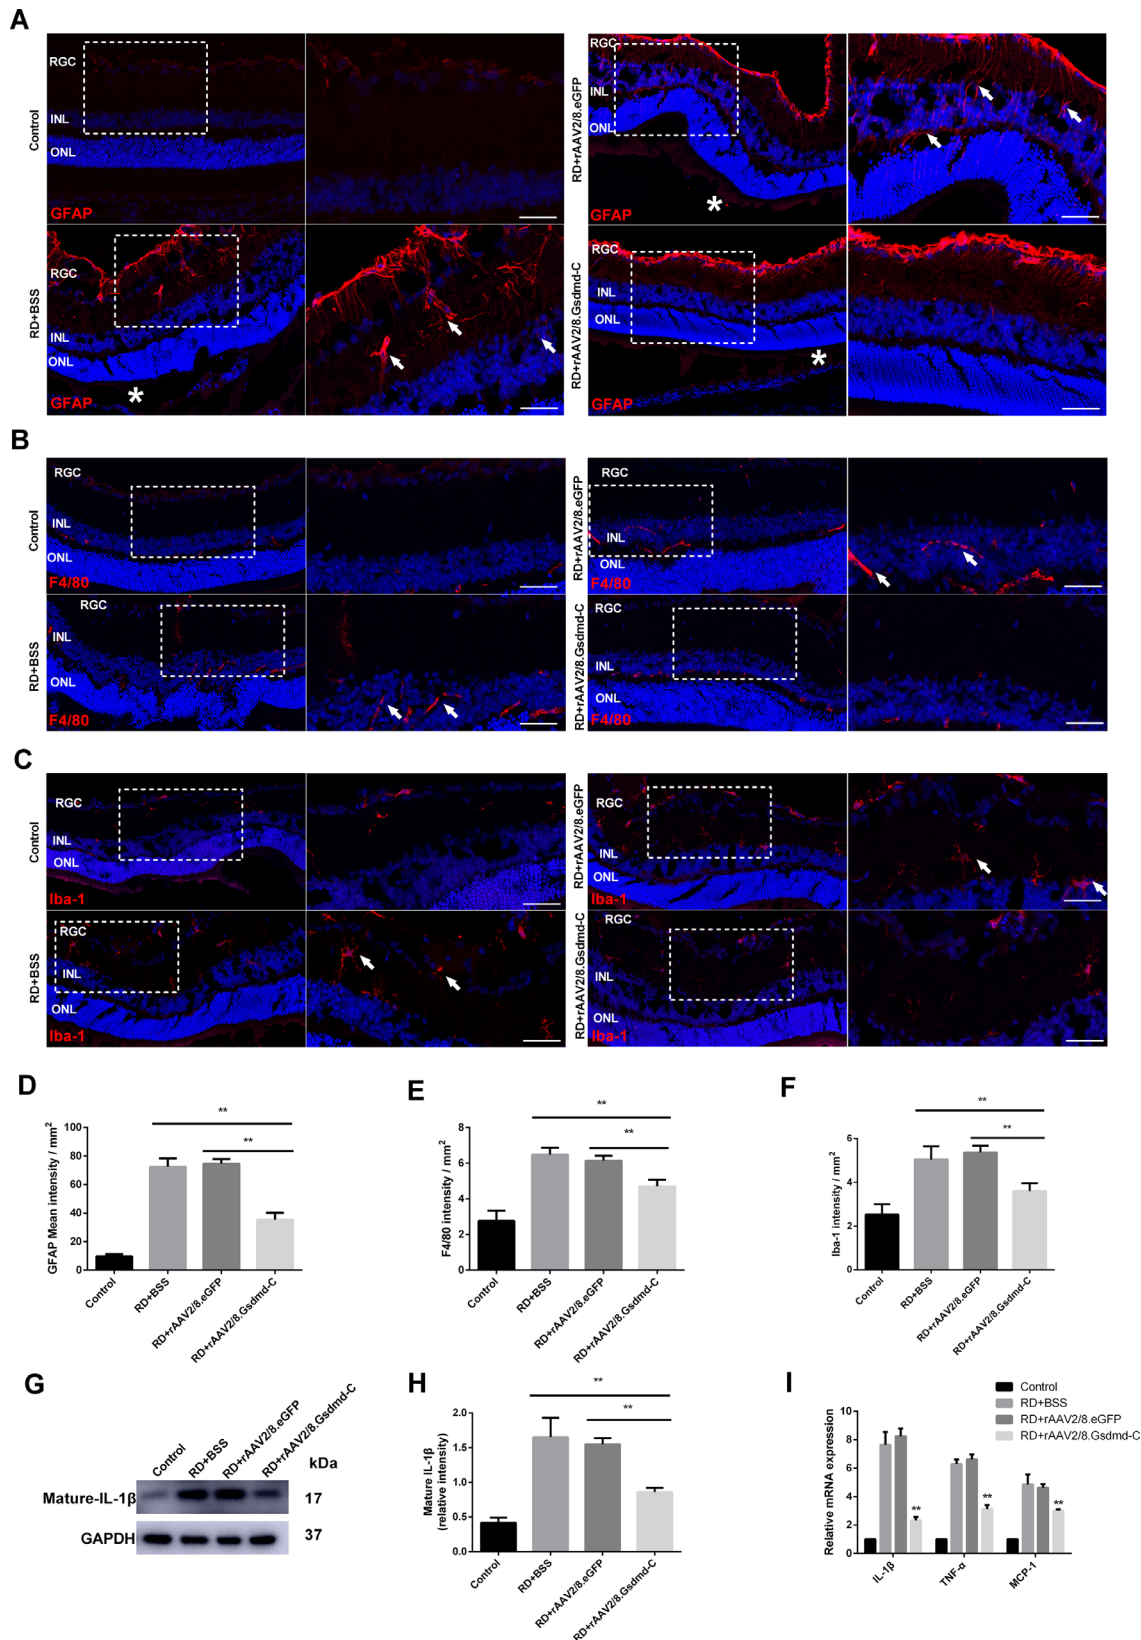 A
Control
RGC
INL
ONL
GFAP
RD+rAAV2/8.eGFP
RGC
INL
ONL
*
GFAP
RD+BSS
RGC
INL
ONL
*
GFAP
RD+rAAV2/8.Gsdmd-C
RGC
INL
ONL
*
GFAP
B
Control
RGC
INL
ONL
F4/80
RD+rAAV2/8.eGFP
RGC
INL
ONL
F4/80
RD+BSS
RGC
INL
ONL
F4/80
RD+rAAV2/8.Gsdmd-C
RGC
INL
ONL
F4/80
C
Control
RGC
INL
ONL
Iba-1
RD+rAAV2/8.eGFP
RGC
INL
ONL
Iba-1
RD+BSS
RGC
INL
ONL
Iba-1
RD+rAAV2/8.Gsdmd-C
RGC
INL
ONL
Iba-1
D
GFAP Mean intensity / mm²
100
80
60
40
20
0
**
**
Control
RD+BSS
RD+rAAV2/8.eGFP
RD+rAAV2/8.Gsdmd-C
E
F4/80 intensity / mm²
8
6
4
2
0
**
**
Control
RD+BSS
RD+rAAV2/8.eGFP
RD+rAAV2/8.Gsdmd-C
F
Iba-1 intensity / mm²
6
4
2
0
**
**
Control
RD+BSS
RD+rAAV2/8.eGFP
RD+rAAV2/8.Gsdmd-C
G
Control
RD+BSS
RD+rAAV2/8.eGFP
RD+rAAV2/8.Gsdmd-C
kDa
Mature-IL-1β
17
GAPDH
37
H
Mature IL-1β
(relative intensity)
2.0
1.5
1.0
0.5
0.0
**
**
Control
RD+BSS
RD+rAAV2/8.eGFP
RD+rAAV2/8.Gsdmd-C
I
Control
RD+BSS
RD+rAAV2/8.eGFP
RD+rAAV2/8.Gsdmd-C
Relative mRNA expression
10
8
6
4
2
0
**
**
**
IL-1β
TNF-α
MCP-1